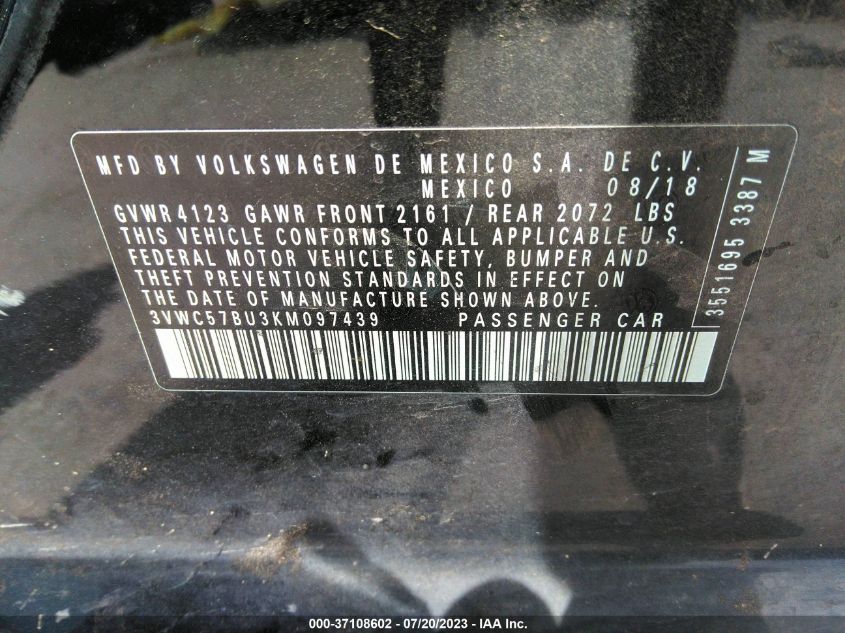 MFD BY VOLKSWAGEN DE MEXICO S.A. DE C.V.
MEXICO 08/18
GVWR 4123 GAWR FRONT 2161 / REAR 2072 LBS
THIS VEHICLE CONFORMS TO ALL APPLICABLE U.S.
FEDERAL MOTOR VEHICLE SAFETY, BUMPER AND
THEFT PREVENTION STANDARDS IN EFFECT ON
THE DATE OF MANUFACTURE SHOWN ABOVE.
3VWC57BU3KM097439 PASSENGER CAR
3551695 3387 M
000-37108602 - 07/20/2023 - IAA Inc.